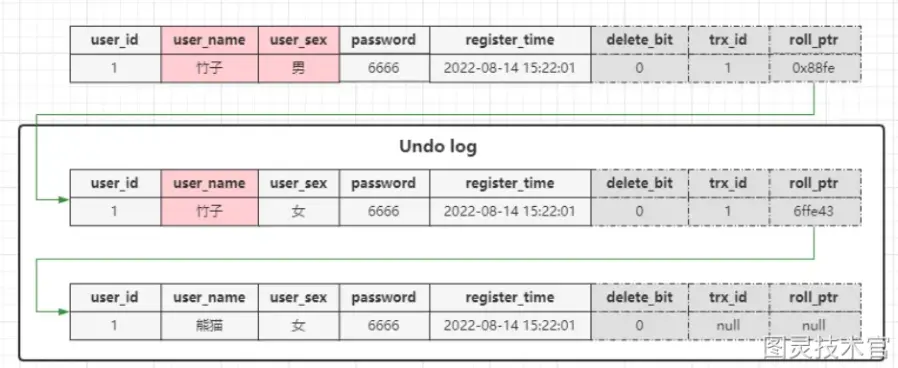 user_id user_name user_sex password register_time delete_bit trx_id roll_ptr
1 竹子 男 6666 2022-08-14 15:22:01 0 1 0x88fe
Undo log
user_id user_name user_sex password register_time delete_bit trx_id roll_ptr
1 竹子 女 6666 2022-08-14 15:22:01 0 1 6ffe43
user_id user_name user_sex password register_time delete_bit trx_id roll_ptr
1 熊猫 女 6666 2022-08-14 15:22:01 0 null null
图灵技术官